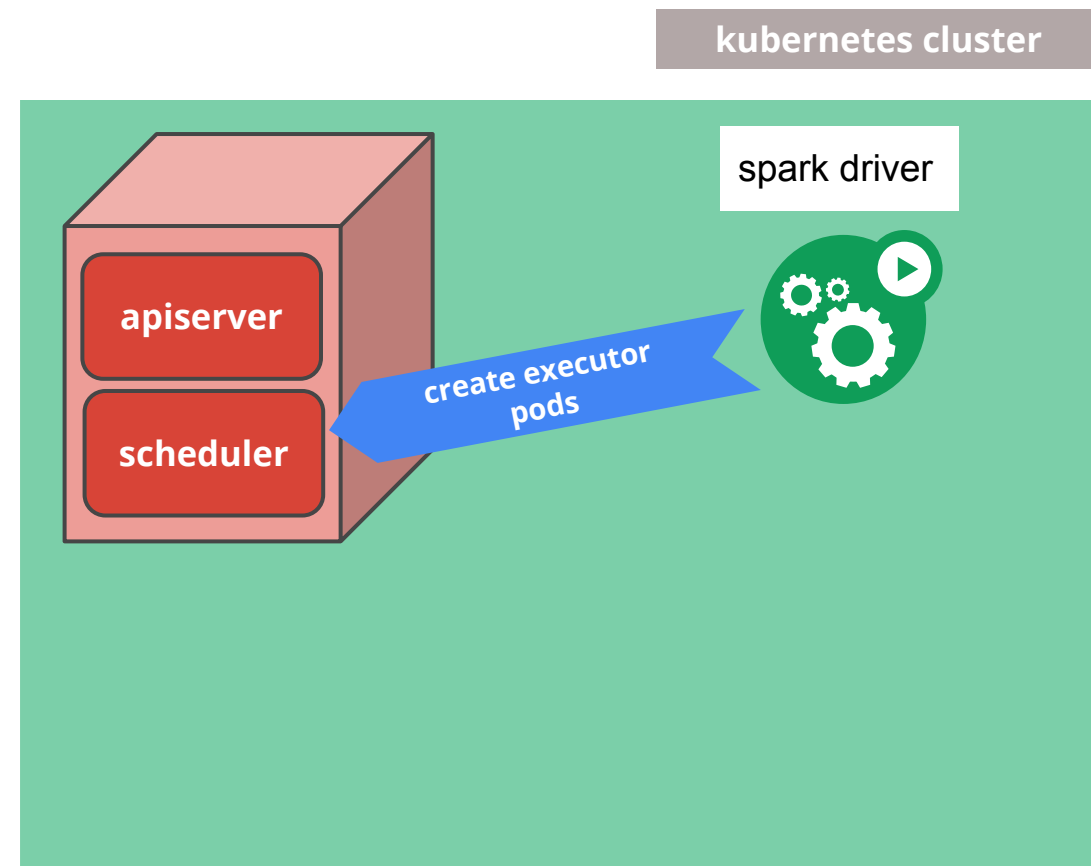 kubernetes cluster
spark driver
apiserver
create executor
pods
scheduler